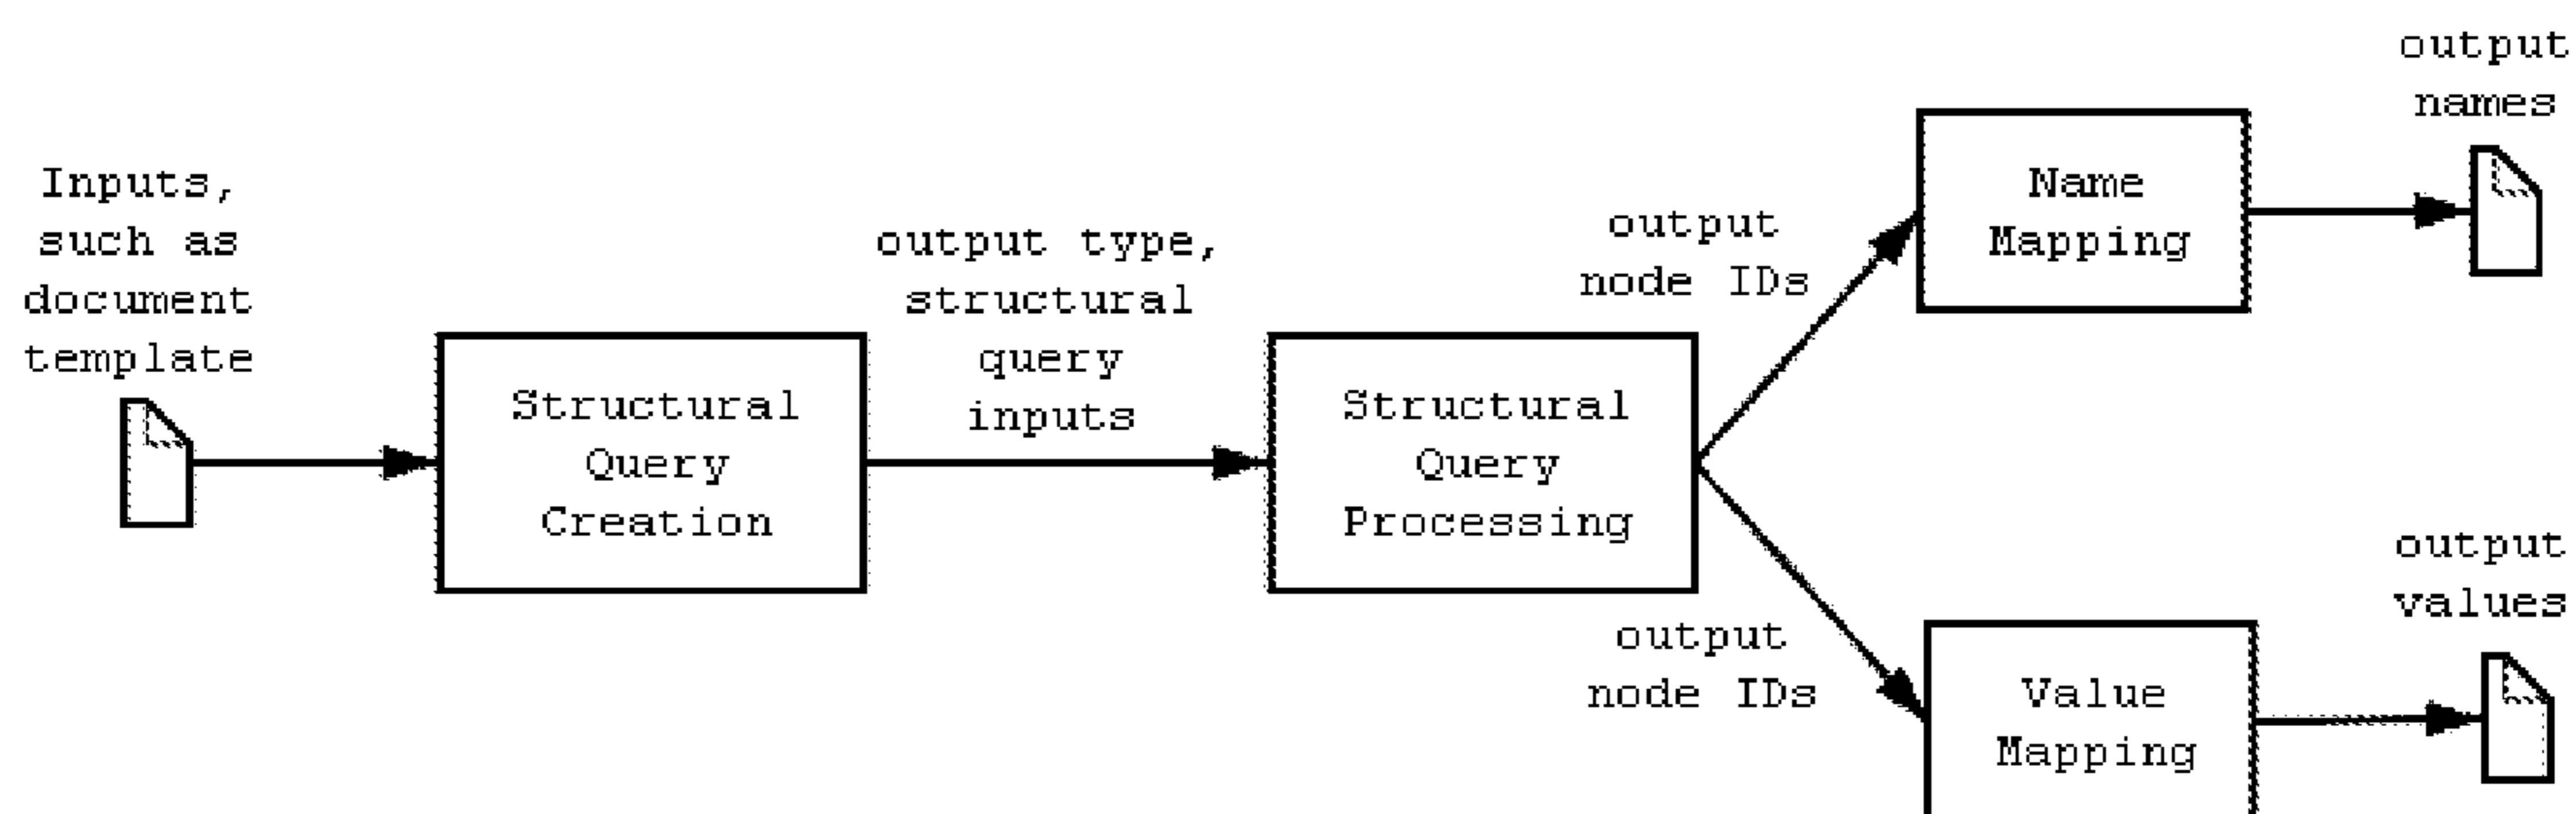 Inputs,
such as
document
template
Structural
Query
Creation
output type,
structural
query
inputs
Structural
Query
Processing
output
node IDs
Name
Mapping
output
names
output
node IDs
Value
Mapping
output
values